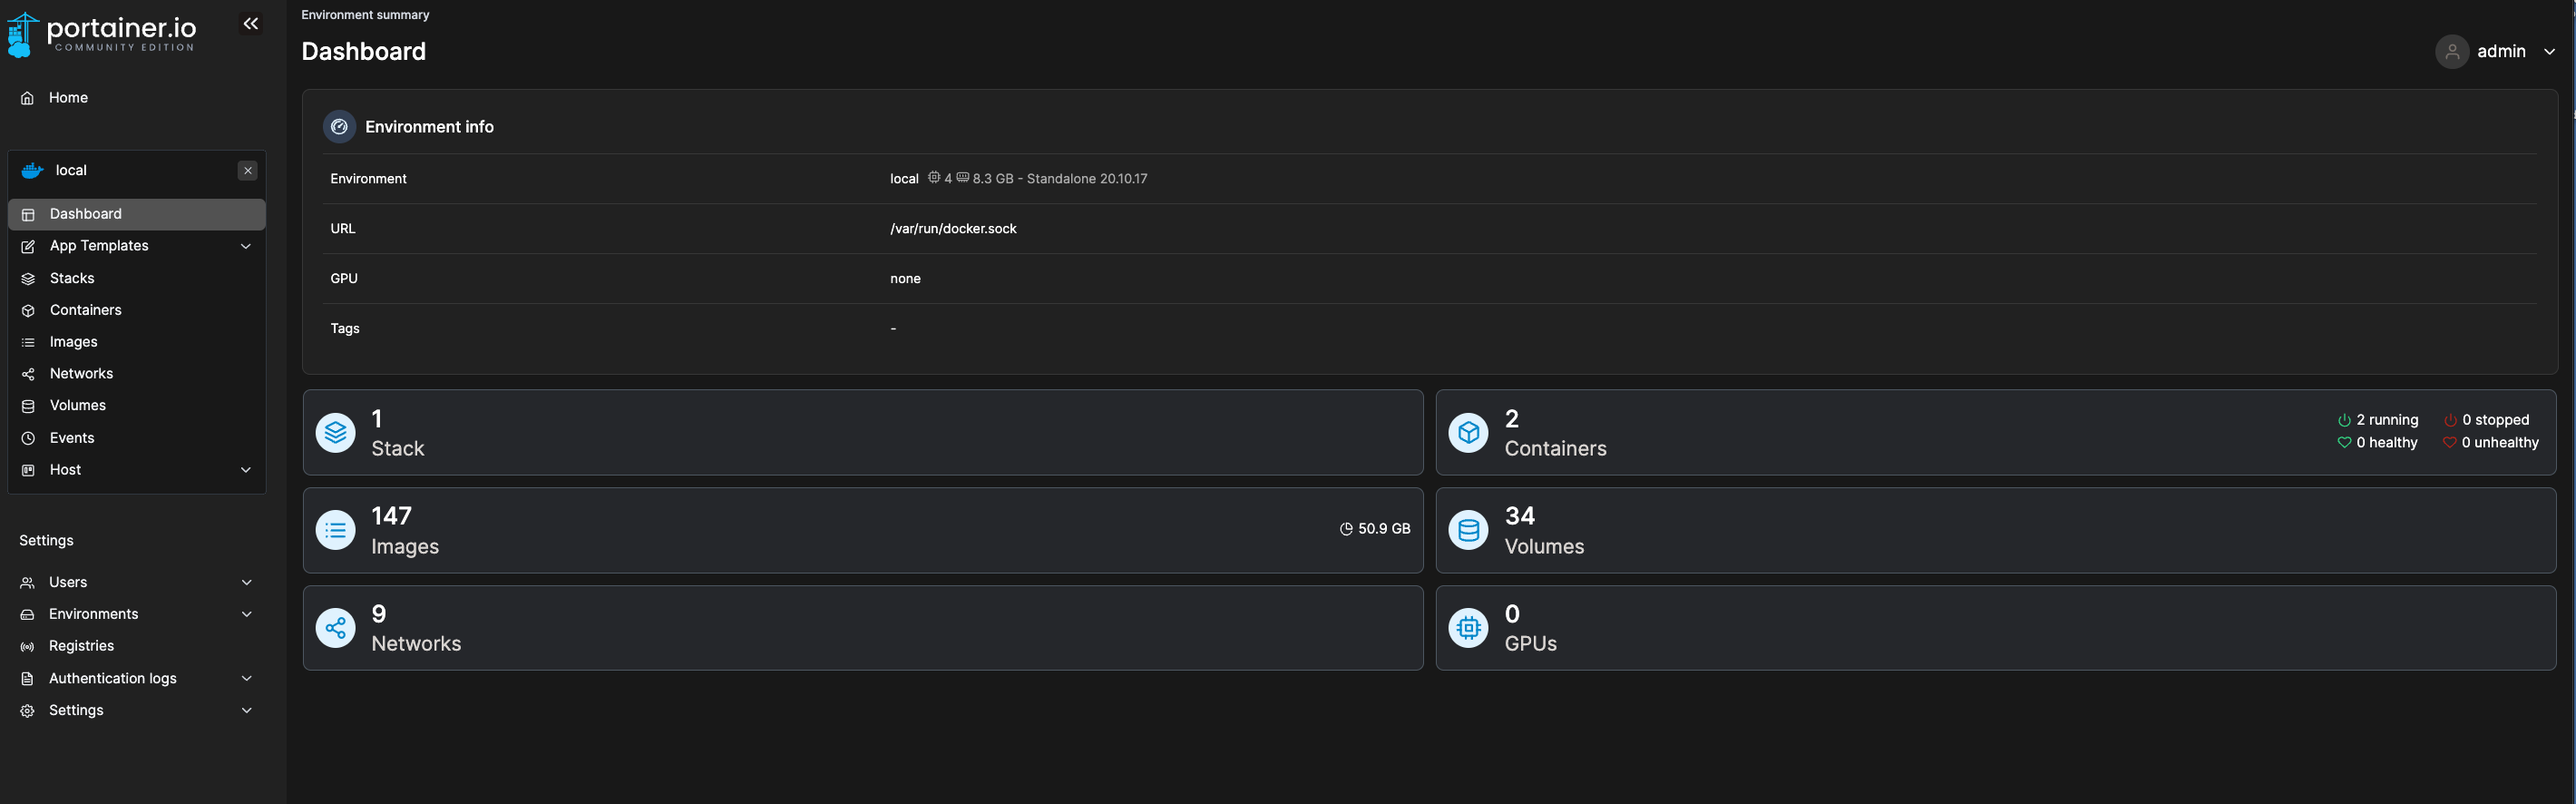 portainer.io
COMMUNITY EDITION
Home
local
Dashboard
App Templates
Stacks
Containers
Images
Networks
Volumes
Events
Host
Settings
Users
Environments
Registries
Authentication logs
Settings
Environment summary
Dashboard
admin
Environment info
Environment local 4 8.3 GB - Standalone 20.10.17
URL /var/run/docker.sock
GPU none
Tags -
1
Stack
2
Containers
2 running 0 stopped
0 healthy 0 unhealthy
147
Images
50.9 GB
34
Volumes
9
Networks
0
GPUs